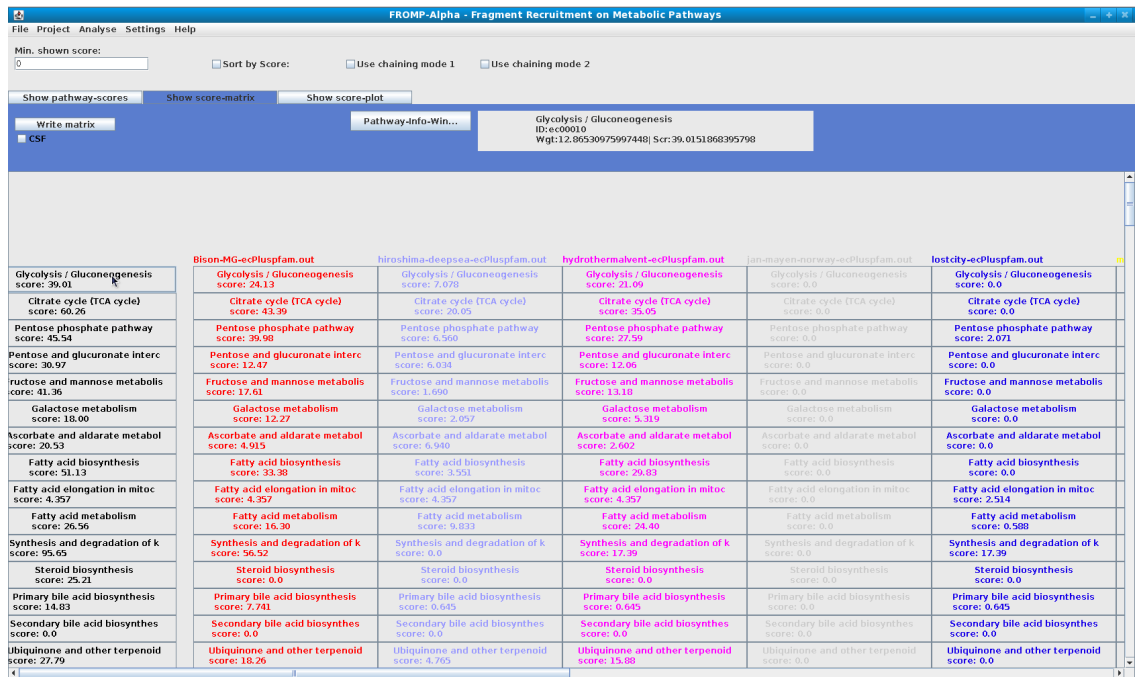 FROMP-Alpha - Fragment Recruitment on Metabolic Pathways
File Project Analyse Settings Help
Min. shown score:
0
Sort by Score: Use chaining mode 1 Use chaining mode 2
Show pathway-scores Show score-matrix Show score-plot
Write matrix Pathway-Info-Win...
CSF
Glycolysis / Gluconeogenesis
ID:ec00010
Wgt:12.86530975997448| Scr:39.0151868395798
Bison-MG-ecPluspfam.out hiroshima-deepsea-ecPluspfam.out hydrothermalvent-ecPluspfam.out jan-mayen-norway-ecPluspfam.out lostcity-ecPluspfam.out
Glycolysis / Gluconeogenesis Glycolysis / Gluconeogenesis Glycolysis / Gluconeogenesis Glycolysis / Gluconeogenesis Glycolysis / Gluconeogenesis Glycolysis / Gluconeogenesis
score: 39.01 score: 24.13 score: 7.078 score: 21.09 score: 0.0 score: 0.0
Citrate cycle (TCA cycle) Citrate cycle (TCA cycle) Citrate cycle (TCA cycle) Citrate cycle (TCA cycle) Citrate cycle (TCA cycle) Citrate cycle (TCA cycle)
score: 60.26 score: 43.39 score: 20.05 score: 35.05 score: 0.0 score: 0.0
Pentose phosphate pathway Pentose phosphate pathway Pentose phosphate pathway Pentose phosphate pathway Pentose phosphate pathway Pentose phosphate pathway
score: 45.54 score: 39.98 score: 6.560 score: 27.59 score: 0.0 score: 2.071
Pentose and glucuronate interc Pentose and glucuronate interc Pentose and glucuronate interc Pentose and glucuronate interc Pentose and glucuronate interc Pentose and glucuronate interc
score: 30.97 score: 12.47 score: 6.034 score: 12.06 score: 0.0 score: 0.0
ructose and mannose metabolis Fructose and mannose metabolis Fructose and mannose metabolis Fructose and mannose metabolis Fructose and mannose metabolis Fructose and mannose metabolis
core: 41.36 score: 17.61 score: 1.690 score: 13.18 score: 0.0 score: 0.0
Galactose metabolism Galactose metabolism Galactose metabolism Galactose metabolism Galactose metabolism Galactose metabolism
score: 18.00 score: 12.27 score: 2.057 score: 5.319 score: 0.0 score: 0.0
Ascorbate and aldarate metabol Ascorbate and aldarate metabol Ascorbate and aldarate metabol Ascorbate and aldarate metabol Ascorbate and aldarate metabol Ascorbate and aldarate metabol
score: 20.53 score: 4.915 score: 6.940 score: 2.602 score: 0.0 score: 0.0
Fatty acid biosynthesis Fatty acid biosynthesis Fatty acid biosynthesis Fatty acid biosynthesis Fatty acid biosynthesis Fatty acid biosynthesis
score: 51.13 score: 33.38 score: 3.551 score: 29.83 score: 0.0 score: 0.0
Fatty acid elongation in mitoc Fatty acid elongation in mitoc Fatty acid elongation in mitoc Fatty acid elongation in mitoc Fatty acid elongation in mitoc Fatty acid elongation in mitoc
score: 4.357 score: 4.357 score: 4.357 score: 4.357 score: 0.0 score: 2.514
Fatty acid metabolism Fatty acid metabolism Fatty acid metabolism Fatty acid metabolism Fatty acid metabolism Fatty acid metabolism
score: 26.56 score: 16.30 score: 9.833 score: 24.40 score: 0.0 score: 0.588
Synthesis and degradation of k Synthesis and degradation of k Synthesis and degradation of k Synthesis and degradation of k Synthesis and degradation of k Synthesis and degradation of k
score: 95.65 score: 56.52 score: 0.0 score: 17.39 score: 0.0 score: 17.39
Steroid biosynthesis Steroid biosynthesis Steroid biosynthesis Steroid biosynthesis Steroid biosynthesis Steroid biosynthesis
score: 25.21 score: 0.0 score: 0.0 score: 0.0 score: 0.0 score: 0.0
Primary bile acid biosynthesis Primary bile acid biosynthesis Primary bile acid biosynthesis Primary bile acid biosynthesis Primary bile acid biosynthesis Primary bile acid biosynthesis
score: 14.83 score: 7.741 score: 0.645 score: 0.645 score: 0.0 score: 0.645
Secondary bile acid biosynthes Secondary bile acid biosynthes Secondary bile acid biosynthes Secondary bile acid biosynthes Secondary bile acid biosynthes Secondary bile acid biosynthes
score: 0.0 score: 0.0 score: 0.0 score: 0.0 score: 0.0 score: 0.0
Ubiquinone and other terpenoid Ubiquinone and other terpenoid Ubiquinone and other terpenoid Ubiquinone and other terpenoid Ubiquinone and other terpenoid Ubiquinone and other terpenoid
score: 27.79 score: 18.26 score: 4.765 score: 15.88 score: 0.0 score: 0.0